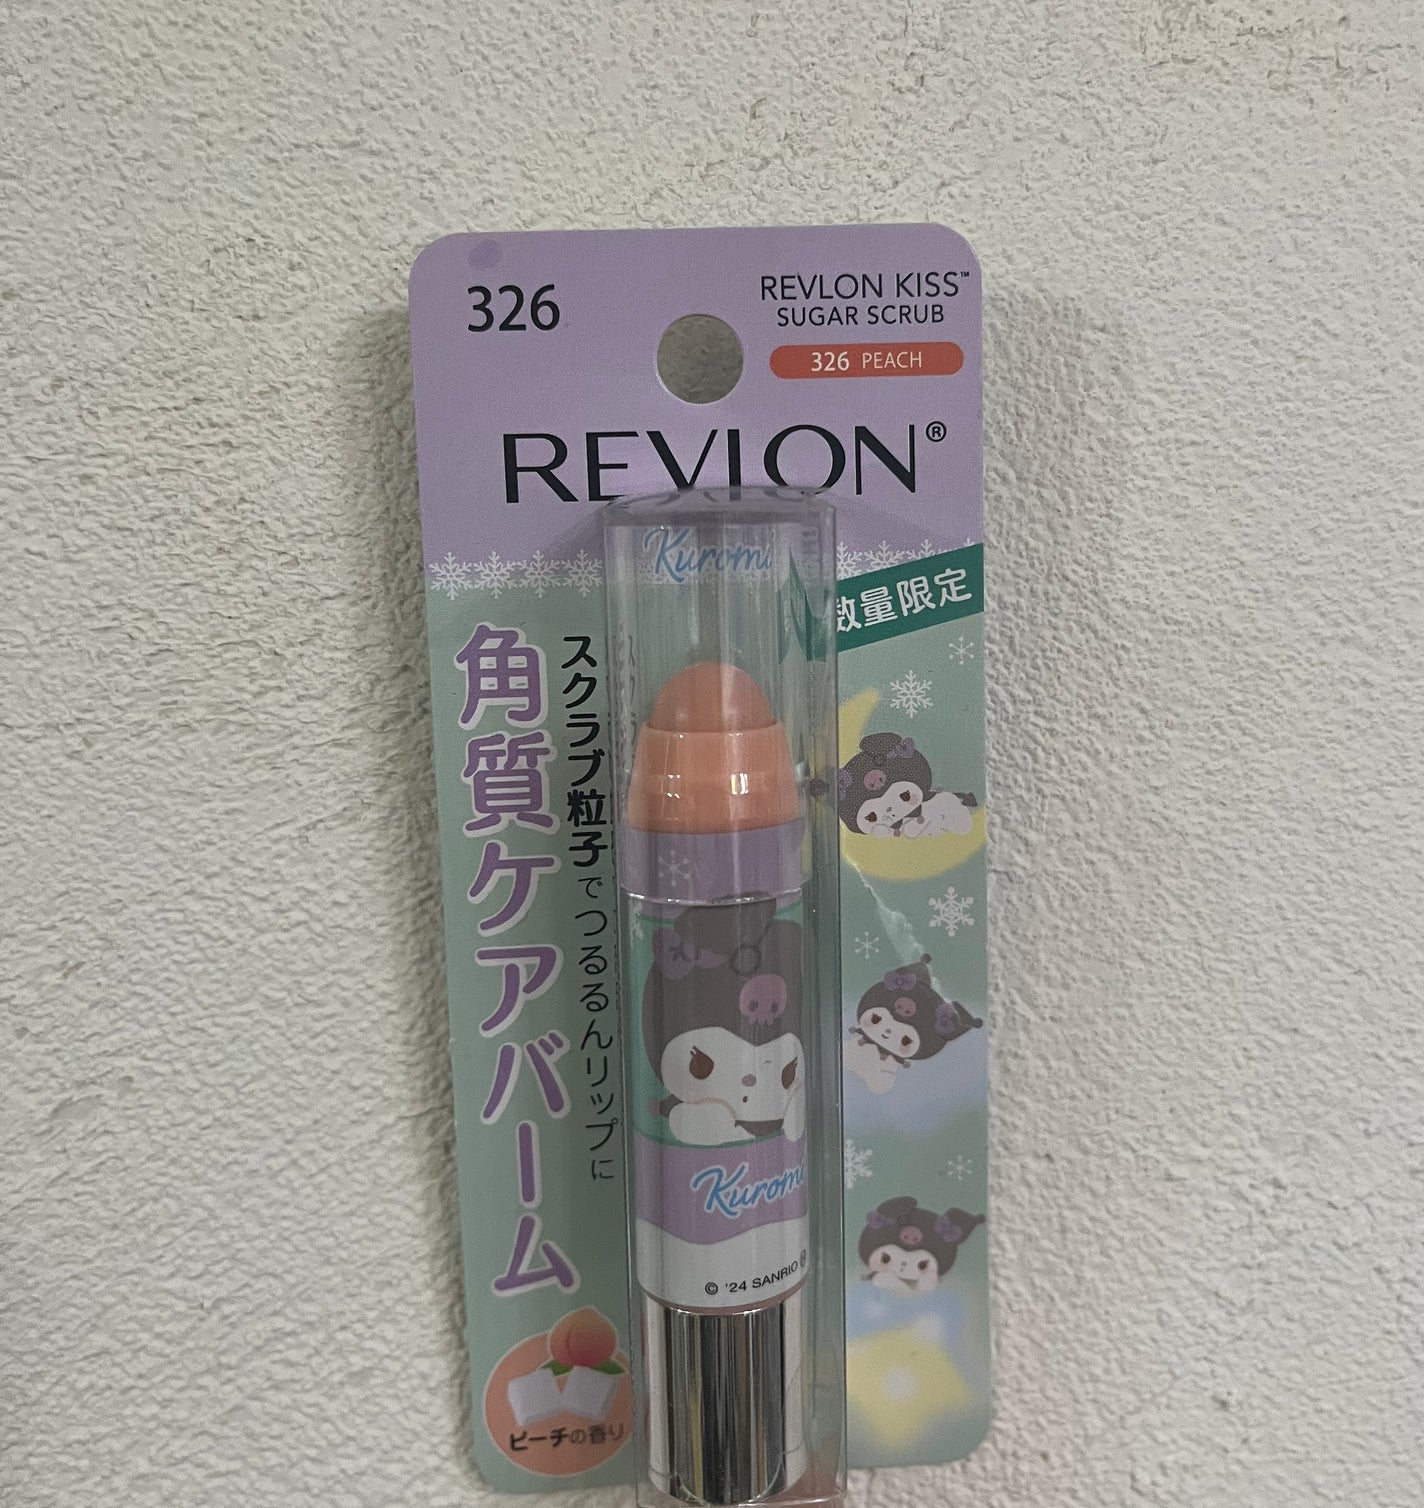 326
REVLON KISS™
SUGAR SCRUB
326 PEACH
REVLON®
Kuromi
数量限定
スクラブ粒子でつるるんリップに
角質ケアバーム
Kuromi
© '24 SANRIO
ピーチの香り